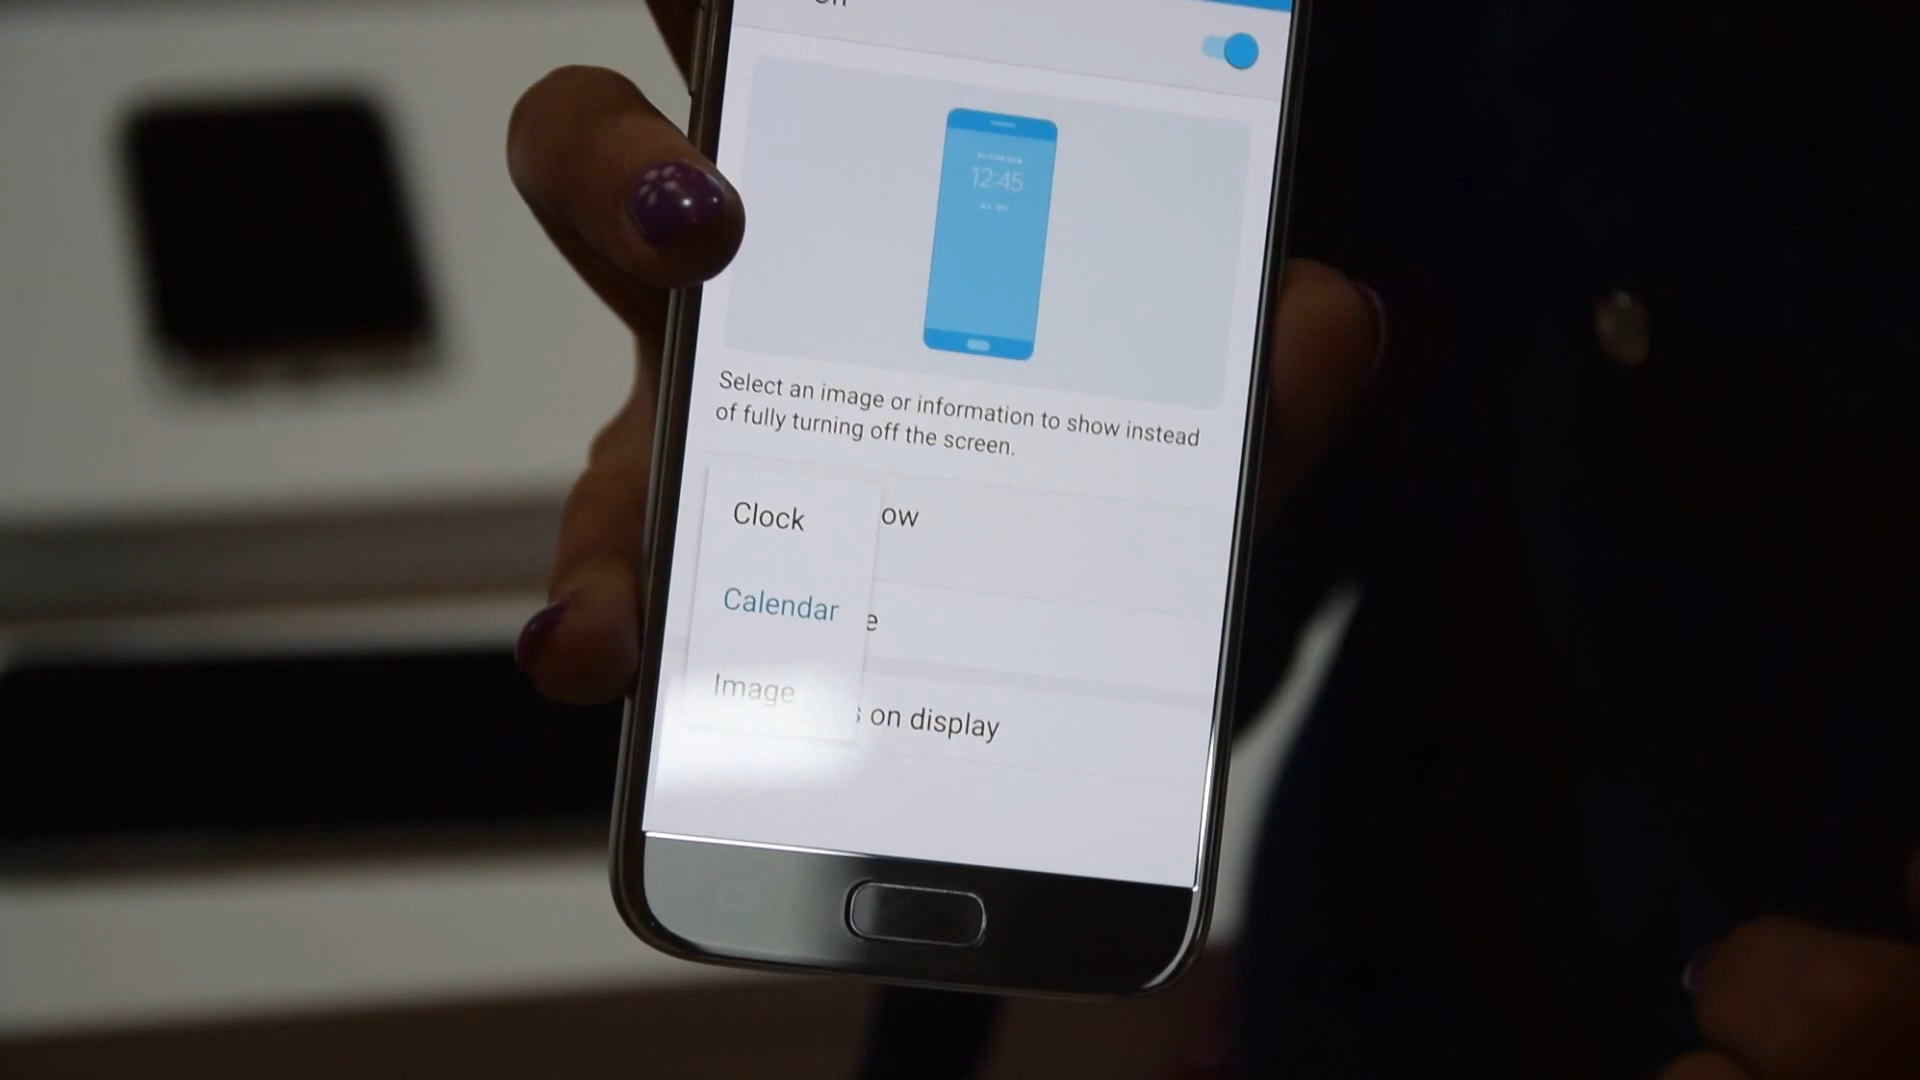 On
12:45
Select an image or information to show instead
of fully turning off the screen.
Clock
ow
Calendar
e
Image
s on display